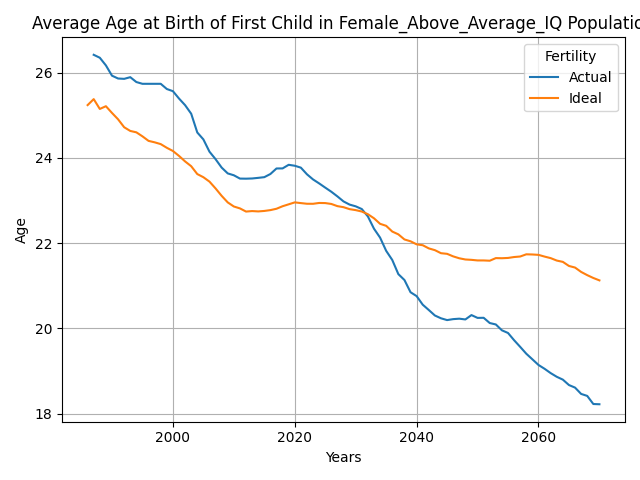 Average Age at Birth of First Child in Female_Above_Average_IQ Populatio
Fertility
Actual
Ideal
26
24
22
20
18
Age
2000
2020
2040
2060
Years